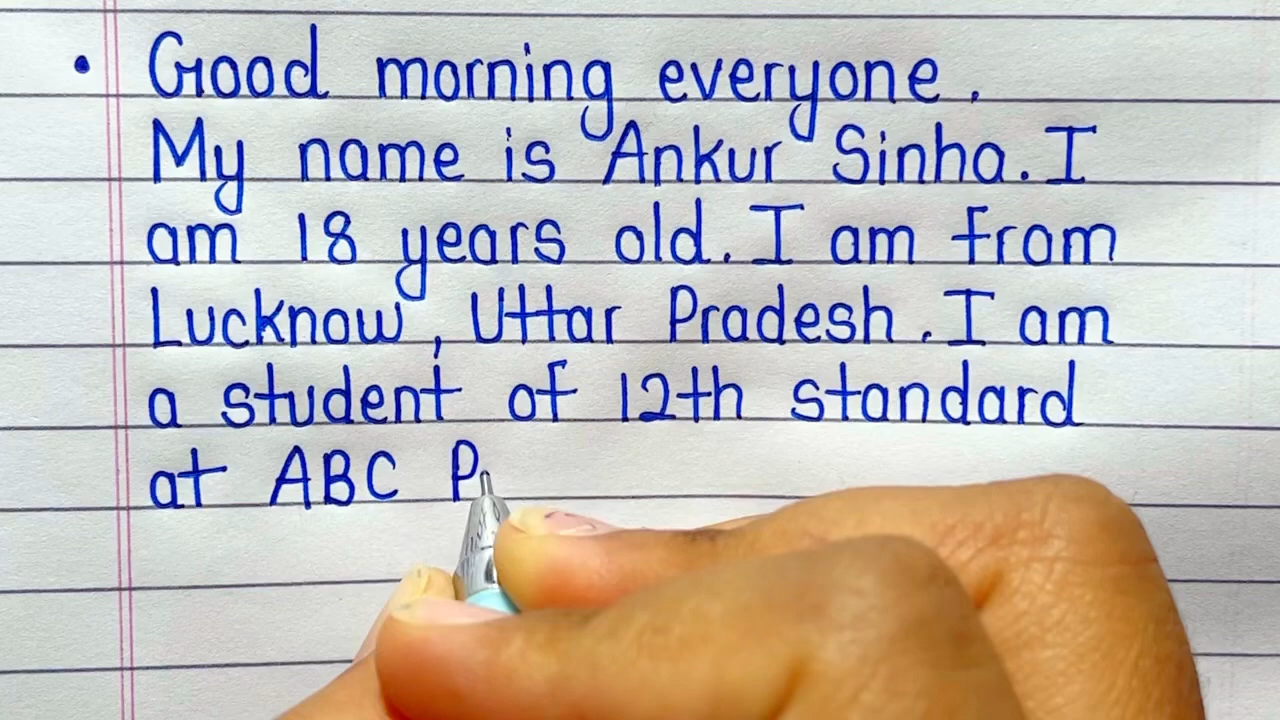 • Good morning everyone.
My name is Ankur Sinha. I
am 18 years old. I am from
Lucknow, Uttar Pradesh. I am
a student of 12th standard
at ABC P